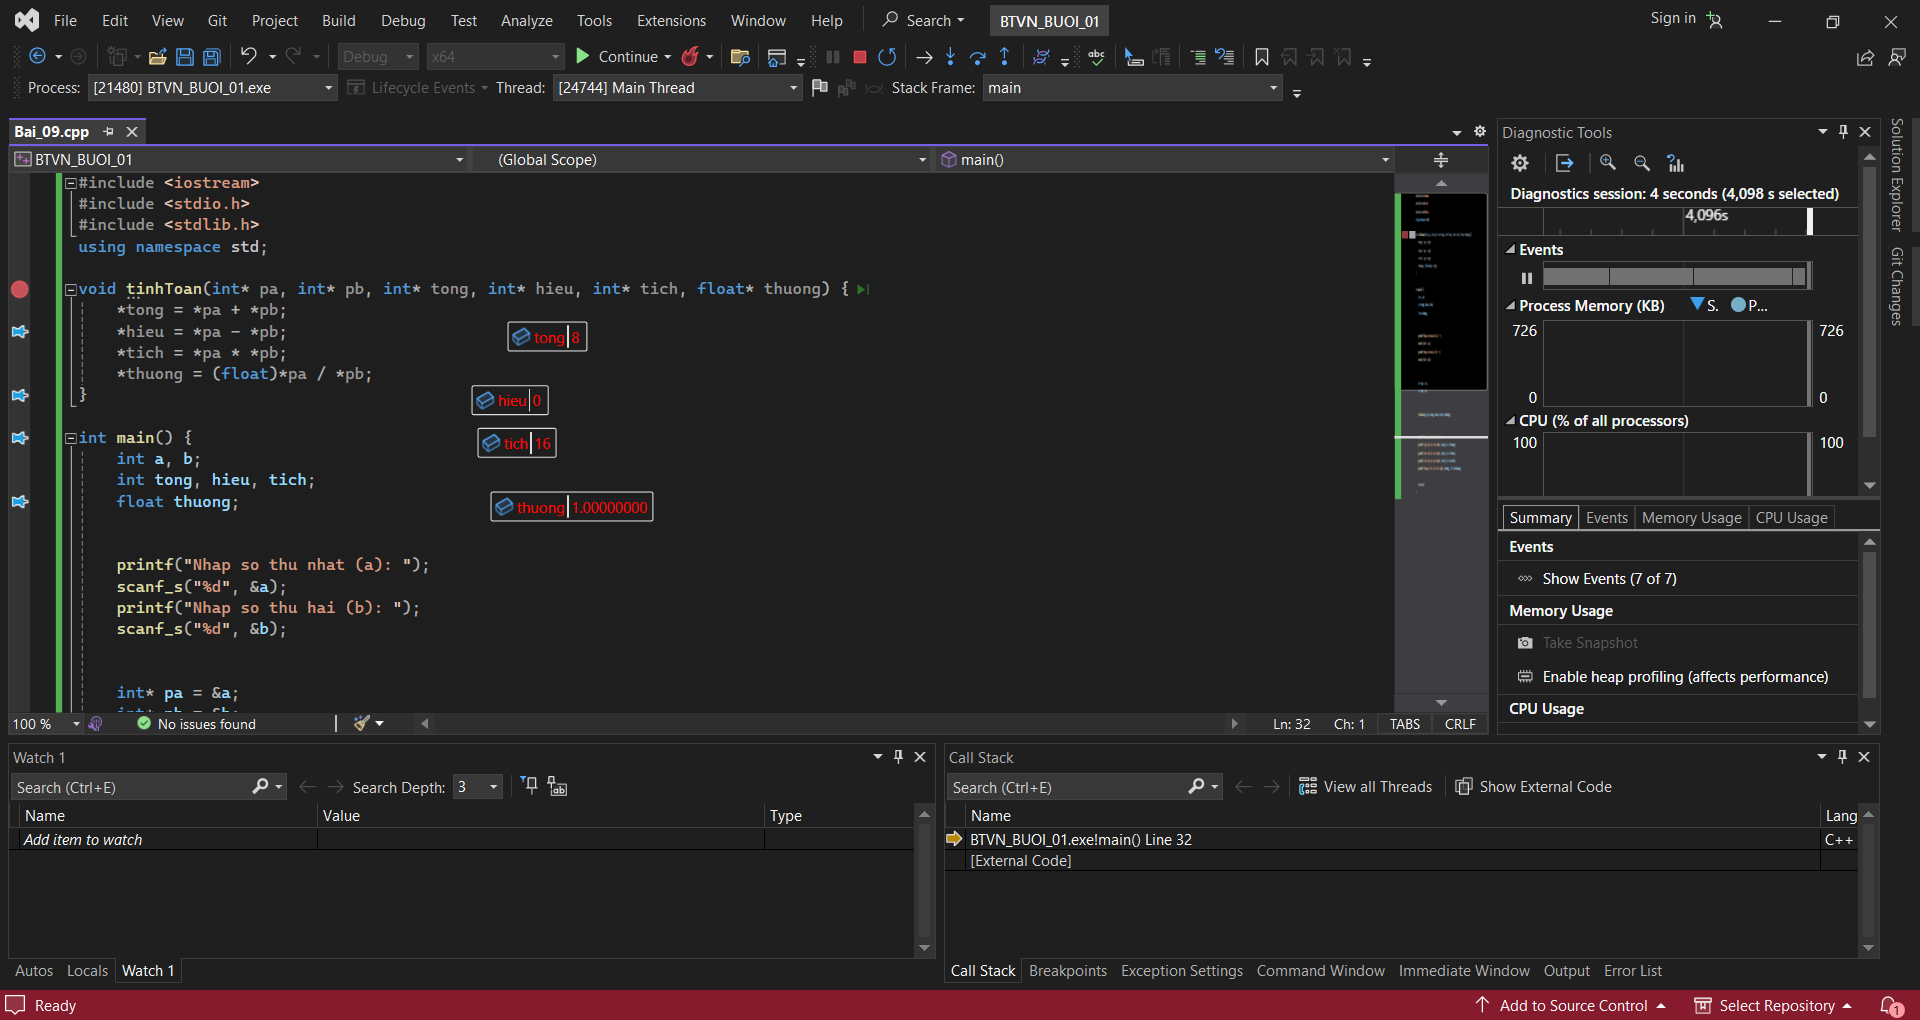 File Edit View Git Project Build Debug Test Analyze Tools Extensions Window Help Search BTVN_BUOI_01 Sign in
Debug x64 Continue abc
Process: [21480] BTVN_BUOI_01.exe Lifecycle Events Thread: [24744] Main Thread Stack Frame: main
Bai_09.cpp
BTVN_BUOI_01 (Global Scope) main()
#include <iostream>
#include <stdio.h>
#include <stdlib.h>
using namespace std;
void tinhToan(int* pa, int* pb, int* tong, int* hieu, int* tich, float* thuong) {
*tong = *pa + *pb;
*hieu = *pa - *pb;
*tich = *pa * *pb;
*thuong = (float)*pa / *pb;
}
int main() {
int a, b;
int tong, hieu, tich;
float thuong;
tong 8
hieu 0
tich 16
thuong 1.00000000
printf("Nhap so thu nhat (a): ");
scanf_s("%d", &a);
printf("Nhap so thu hai (b): ");
scanf_s("%d", &b);
int* pa = &a;
100 % No issues found Ln: 32 Ch: 1 TABS CRLF
Diagnostic Tools
Diagnostics session: 4 seconds (4,098 s selected)
4,096s
Events
Process Memory (KB) S. P...
726 726
0 0
CPU (% of all processors)
100 100
Summary Events Memory Usage CPU Usage
Events
Show Events (7 of 7)
Memory Usage
Take Snapshot
Enable heap profiling (affects performance)
CPU Usage
Solution Explorer
Git Changes
Watch 1
Search (Ctrl+E) Search Depth: 3
Name Value Type
Add item to watch
Autos Locals Watch 1
Call Stack
Search (Ctrl+E) View all Threads Show External Code
Name Lang
BTVN_BUOI_01.exe!main() Line 32 C++
[External Code]
Call Stack Breakpoints Exception Settings Command Window Immediate Window Output Error List
Ready Add to Source Control Select Repository 1